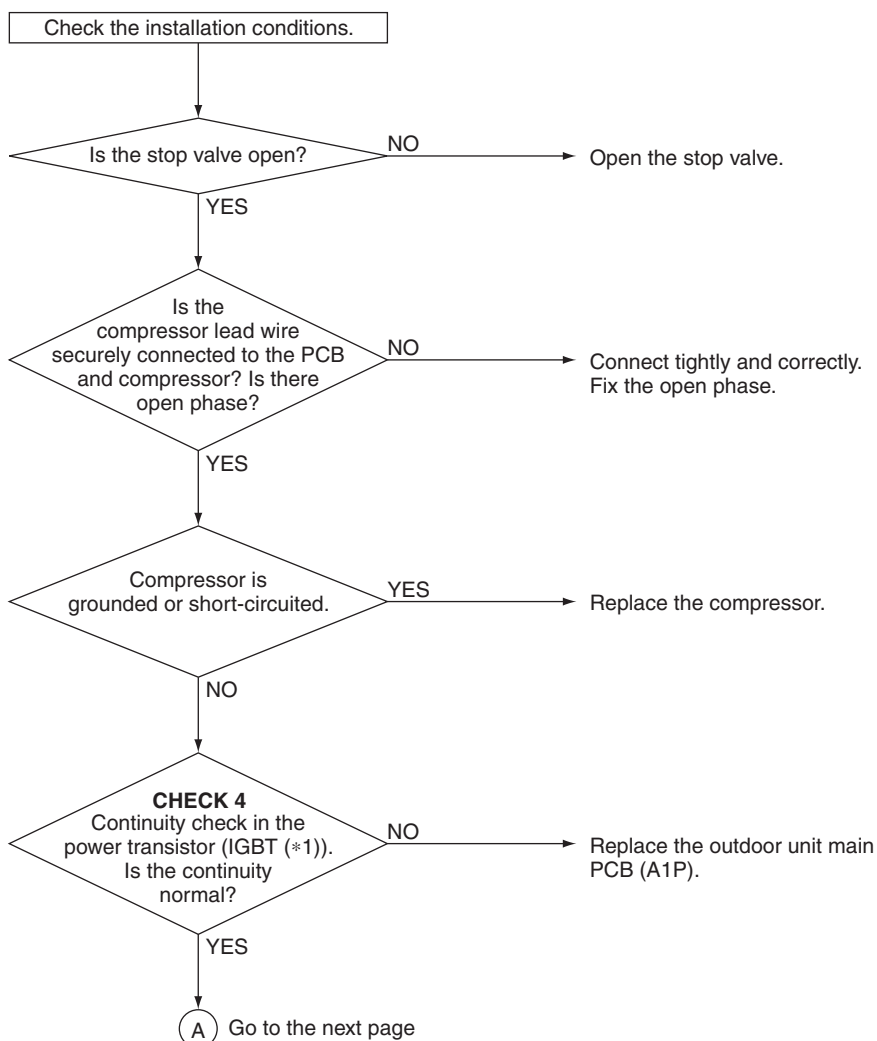 Check the installation conditions.
Is the stop valve open?
NO
Open the stop valve.
YES
Is the
compressor lead wire
securely connected to the PCB
and compressor? Is there
open phase?
NO
Connect tightly and correctly.
Fix the open phase.
YES
Compressor is
grounded or short-circuited.
YES
Replace the compressor.
NO
CHECK 4
Continuity check in the
power transistor (IGBT (*1)).
Is the continuity
normal?
NO
Replace the outdoor unit main
PCB (A1P).
YES
A Go to the next page